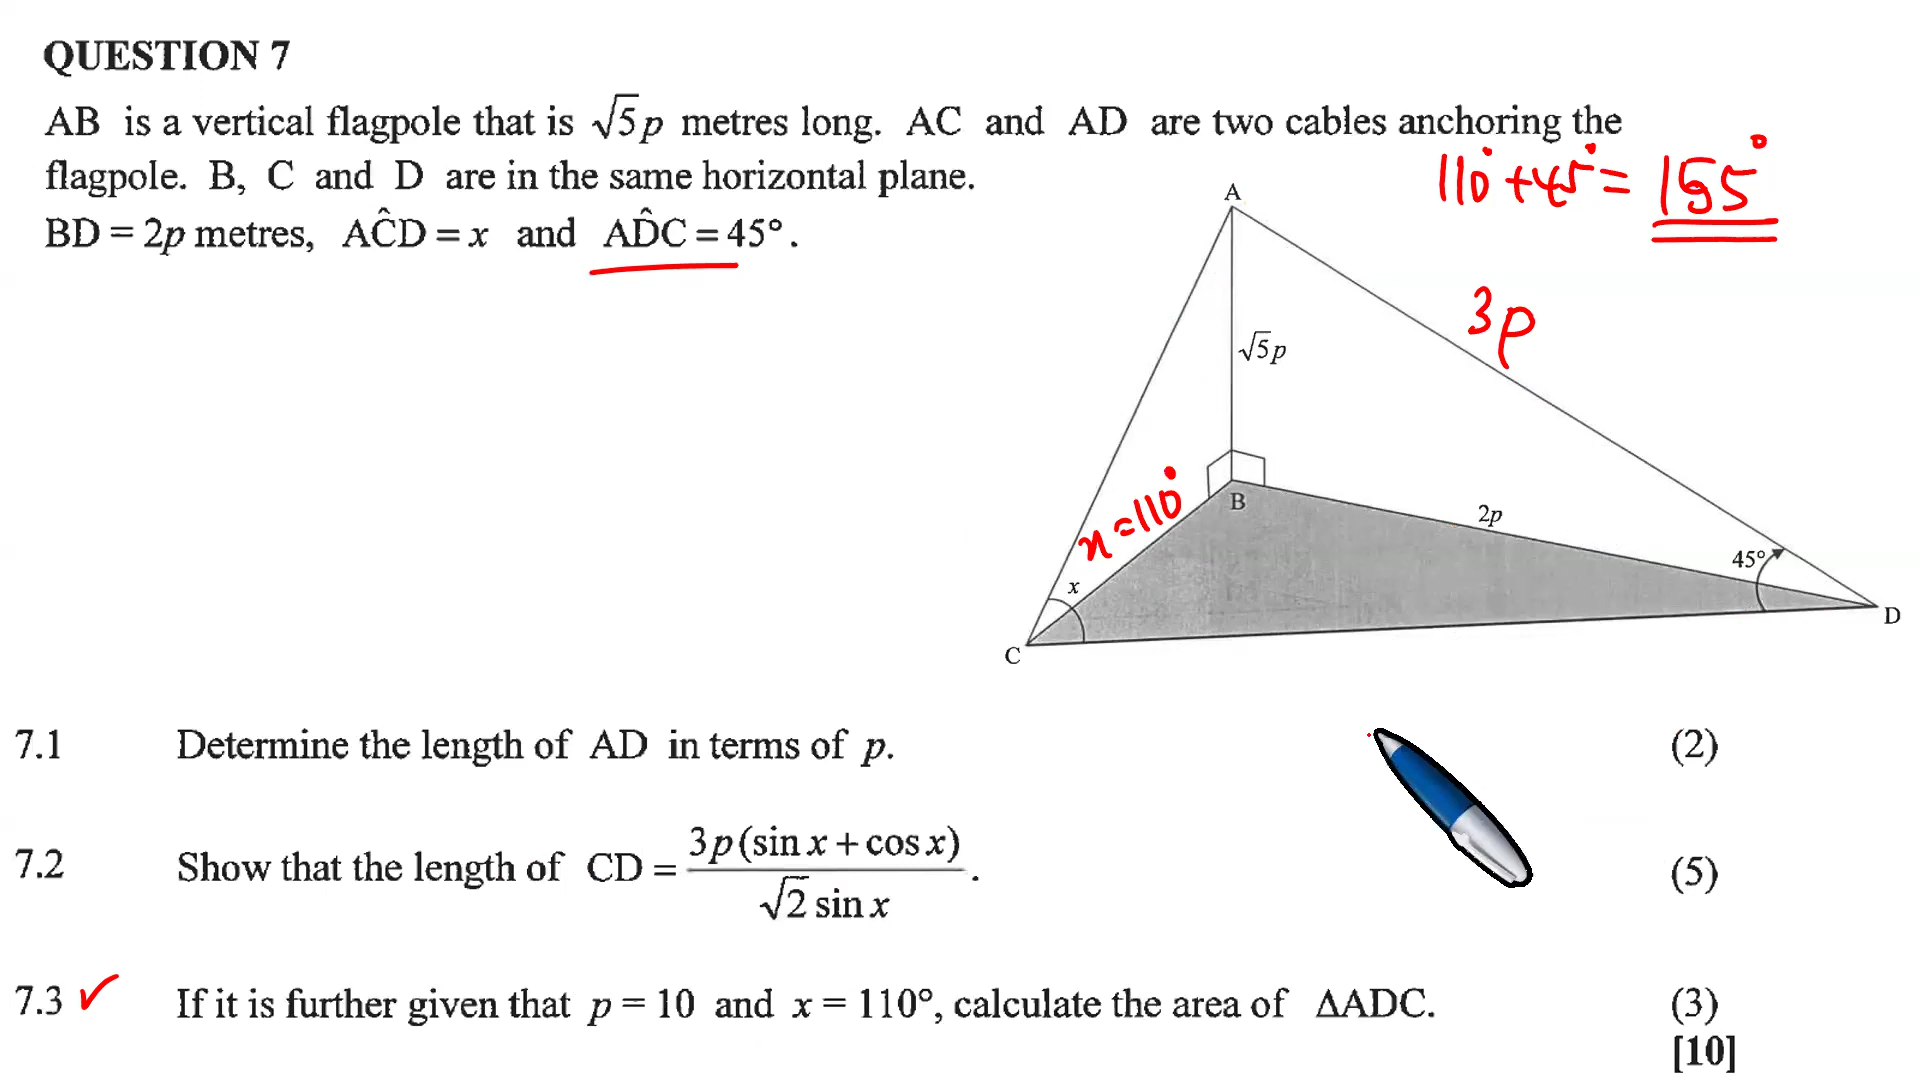 QUESTION 7
AB is a vertical flagpole that is √5p metres long. AC and AD are two cables anchoring the
flagpole. B, C and D are in the same horizontal plane.
BD = 2p metres, AĈD = x and AD̂C = 45°.
110° + 45° = 155°
A
3p
√5p
x = 110°
B
2p
45°
x
D
C
7.1 Determine the length of AD in terms of p. (2)
7.2 Show that the length of CD = 3p(sin x + cos x) / √2 sin x . (5)
7.3 ✓ If it is further given that p = 10 and x = 110°, calculate the area of ΔADC. (3)
[10]